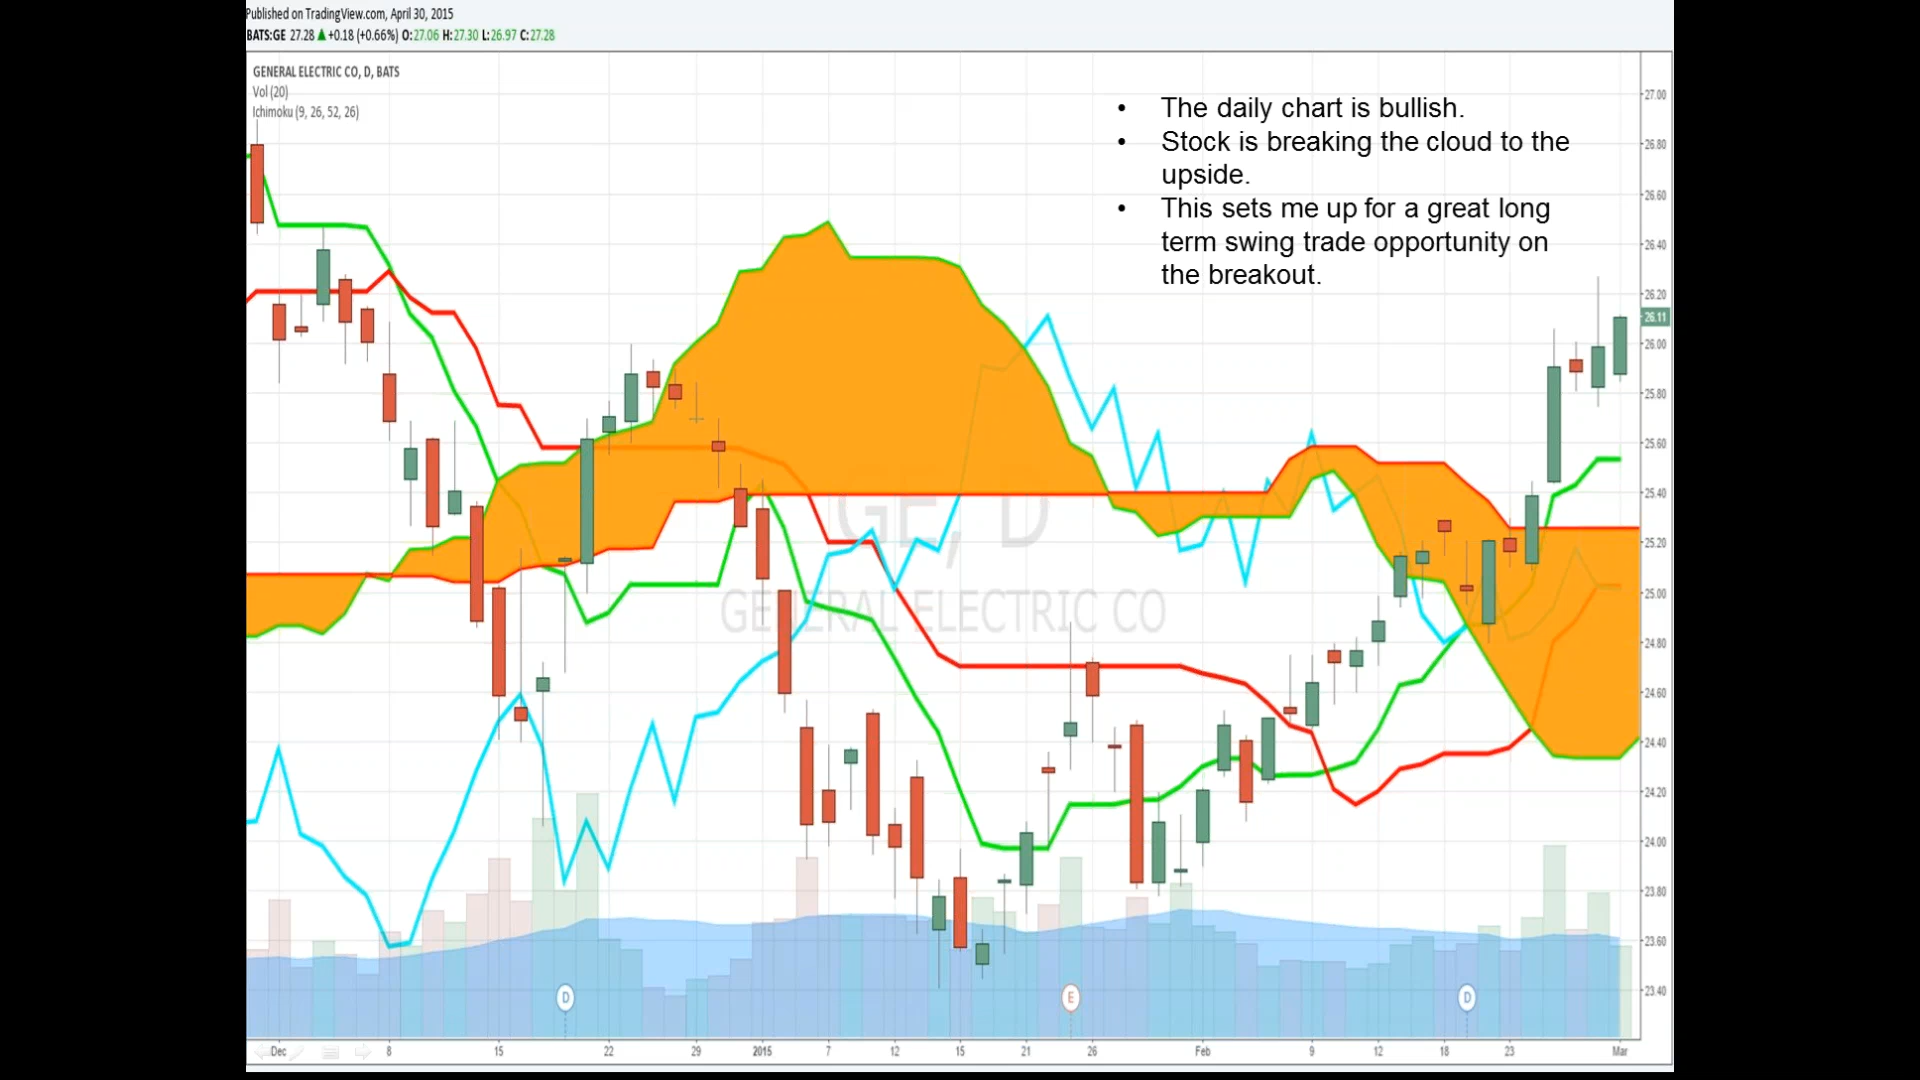 Published on TradingView.com, April 30, 2015
BATS:GE 27.28 ▲ +0.18 (+0.66%) O:27.06 H:27.30 L:26.97 C:27.28
GENERAL ELECTRIC CO, D, BATS
Vol (20)
Ichimoku (9, 26, 52, 26)
• The daily chart is bullish.
• Stock is breaking the cloud to the
upside.
• This sets me up for a great long
term swing trade opportunity on
the breakout.
GE, D
GENERAL ELECTRIC CO
27.00
26.80
26.60
26.40
26.20
26.11
26.00
25.80
25.60
25.40
25.20
25.00
24.80
24.60
24.40
24.20
24.00
23.80
23.60
23.40
D E D
Dec 8 15 22 29 2015 7 12 15 21 26 Feb 9 12 18 23 Mar